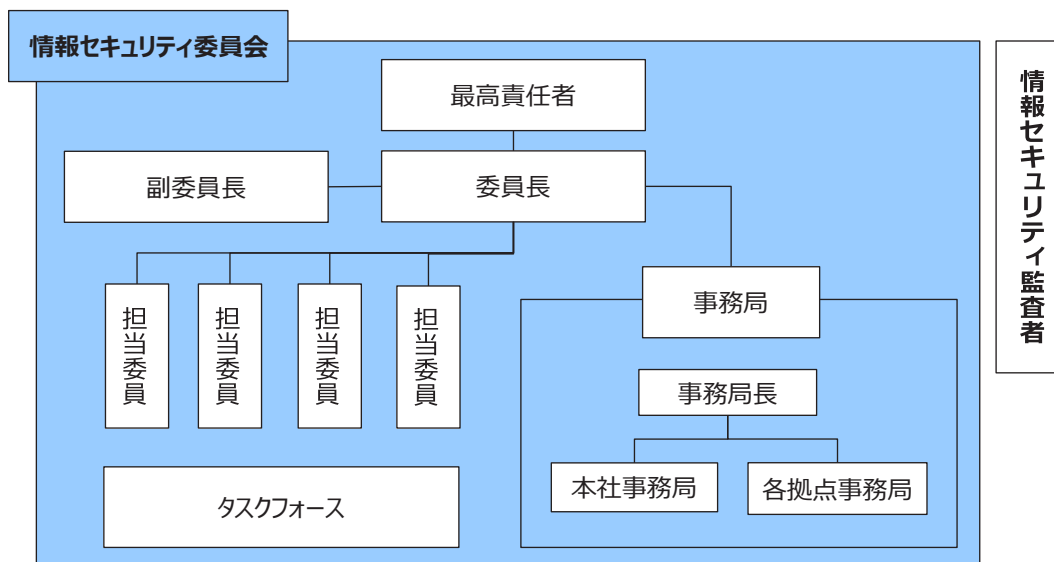 情報セキュリティ委員会
最高責任者
副委員長
委員長
担当委員
担当委員
担当委員
担当委員
事務局
事務局長
本社事務局
各拠点事務局
タスクフォース
情報セキュリティ監査者